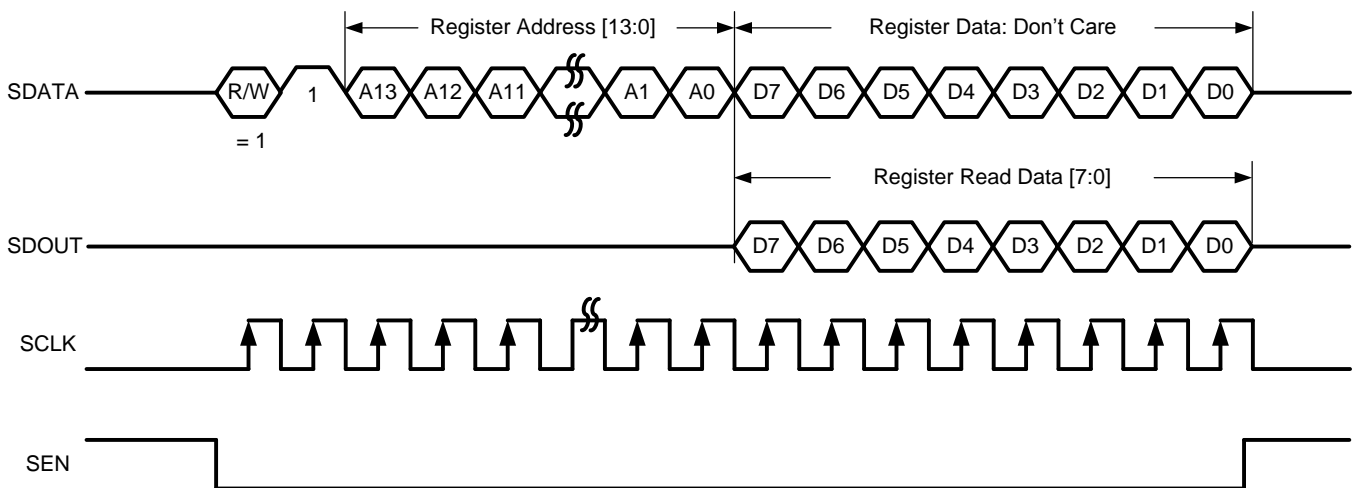 Register Address [13:0] Register Data: Don't Care
SDATA R/W 1 A13 A12 A11 A1 A0 D7 D6 D5 D4 D3 D2 D1 D0
= 1
Register Read Data [7:0]
SDOUT D7 D6 D5 D4 D3 D2 D1 D0
SCLK
SEN